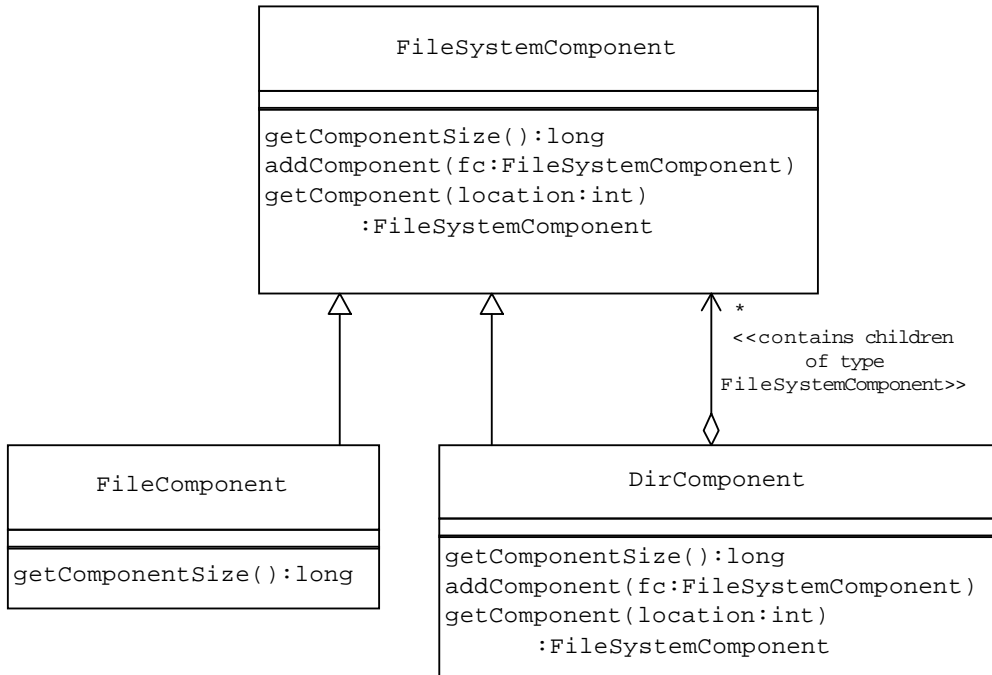 FileSystemComponent
getComponentSize():long
addComponent(fc:FileSystemComponent)
getComponent(location:int)
:FileSystemComponent
*
<<contains children
of type
FileSystemComponent>>
FileComponent
getComponentSize():long
DirComponent
getComponentSize():long
addComponent(fc:FileSystemComponent)
getComponent(location:int)
:FileSystemComponent